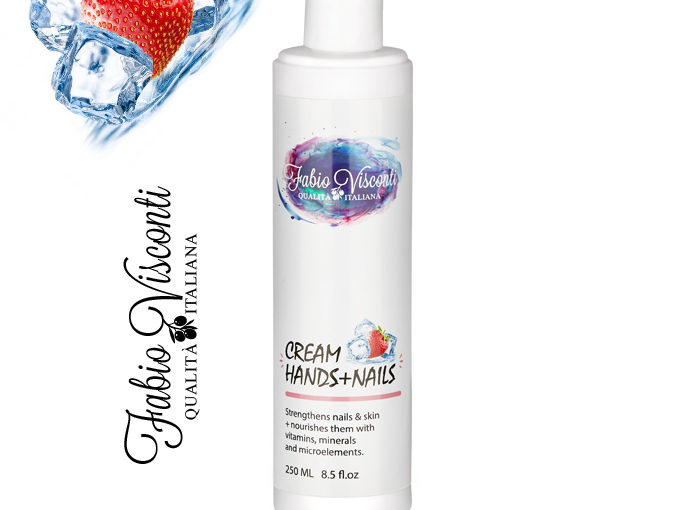 Fabio Visconti
QUALITÀ ITALIANA
Fabio Visconti
QUALITÀ ITALIANA
CREAM
HANDS+NAILS
Strengthens nails & skin
+ nourishes them with
vitamins, minerals
and microelements.
250 ML 8.5 fl.oz